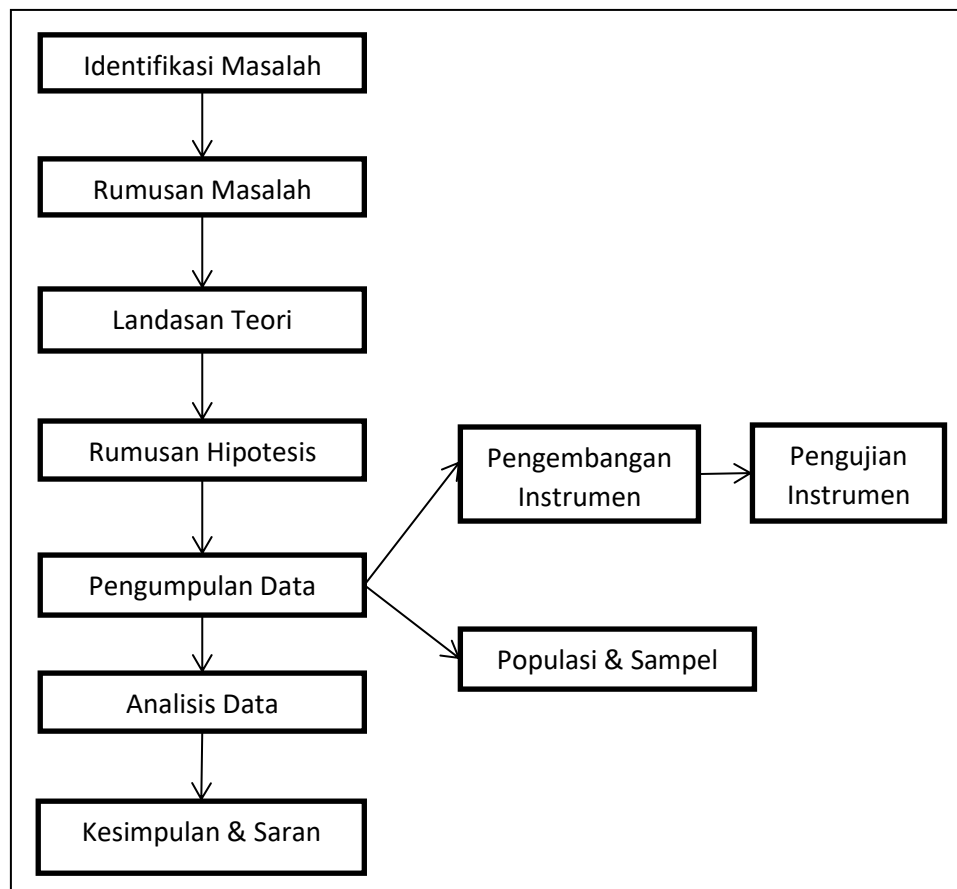 Identifikasi Masalah
Rumusan Masalah
Landasan Teori
Rumusan Hipotesis
Pengembangan
Instrumen
Pengujian
Instrumen
Pengumpulan Data
Populasi & Sampel
Analisis Data
Kesimpulan & Saran